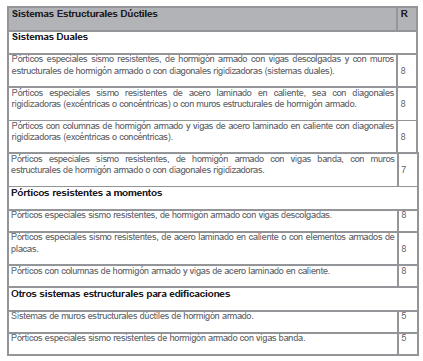 Sistemas Estructurales Dúctiles R
Sistemas Duales
Pórticos especiales sismo resistentes, de hormigón armado con vigas descolgadas y con muros
estructurales de hormigón armado o con diagonales rigidizadoras (sistemas duales). 8
Pórticos especiales sismo resistentes de acero laminado en caliente, sea con diagonales
rigidizadoras (excéntricas o concéntricas) o con muros estructurales de hormigón armado. 8
Pórticos con columnas de hormigón armado y vigas de acero laminado en caliente con diagonales
rigidizadoras (excéntricas o concéntricas). 8
Pórticos especiales sismo resistentes, de hormigón armado con vigas banda, con muros
estructurales de hormigón armado o con diagonales rigidizadoras. 7
Pórticos resistentes a momentos
Pórticos especiales sismo resistentes, de hormigón armado con vigas descolgadas. 8
Pórticos especiales sismo resistentes, de acero laminado en caliente o con elementos armados de
placas. 8
Pórticos con columnas de hormigón armado y vigas de acero laminado en caliente. 8
Otros sistemas estructurales para edificaciones
Sistemas de muros estructurales dúctiles de hormigón armado. 5
Pórticos especiales sismo resistentes de hormigón armado con vigas banda. 5